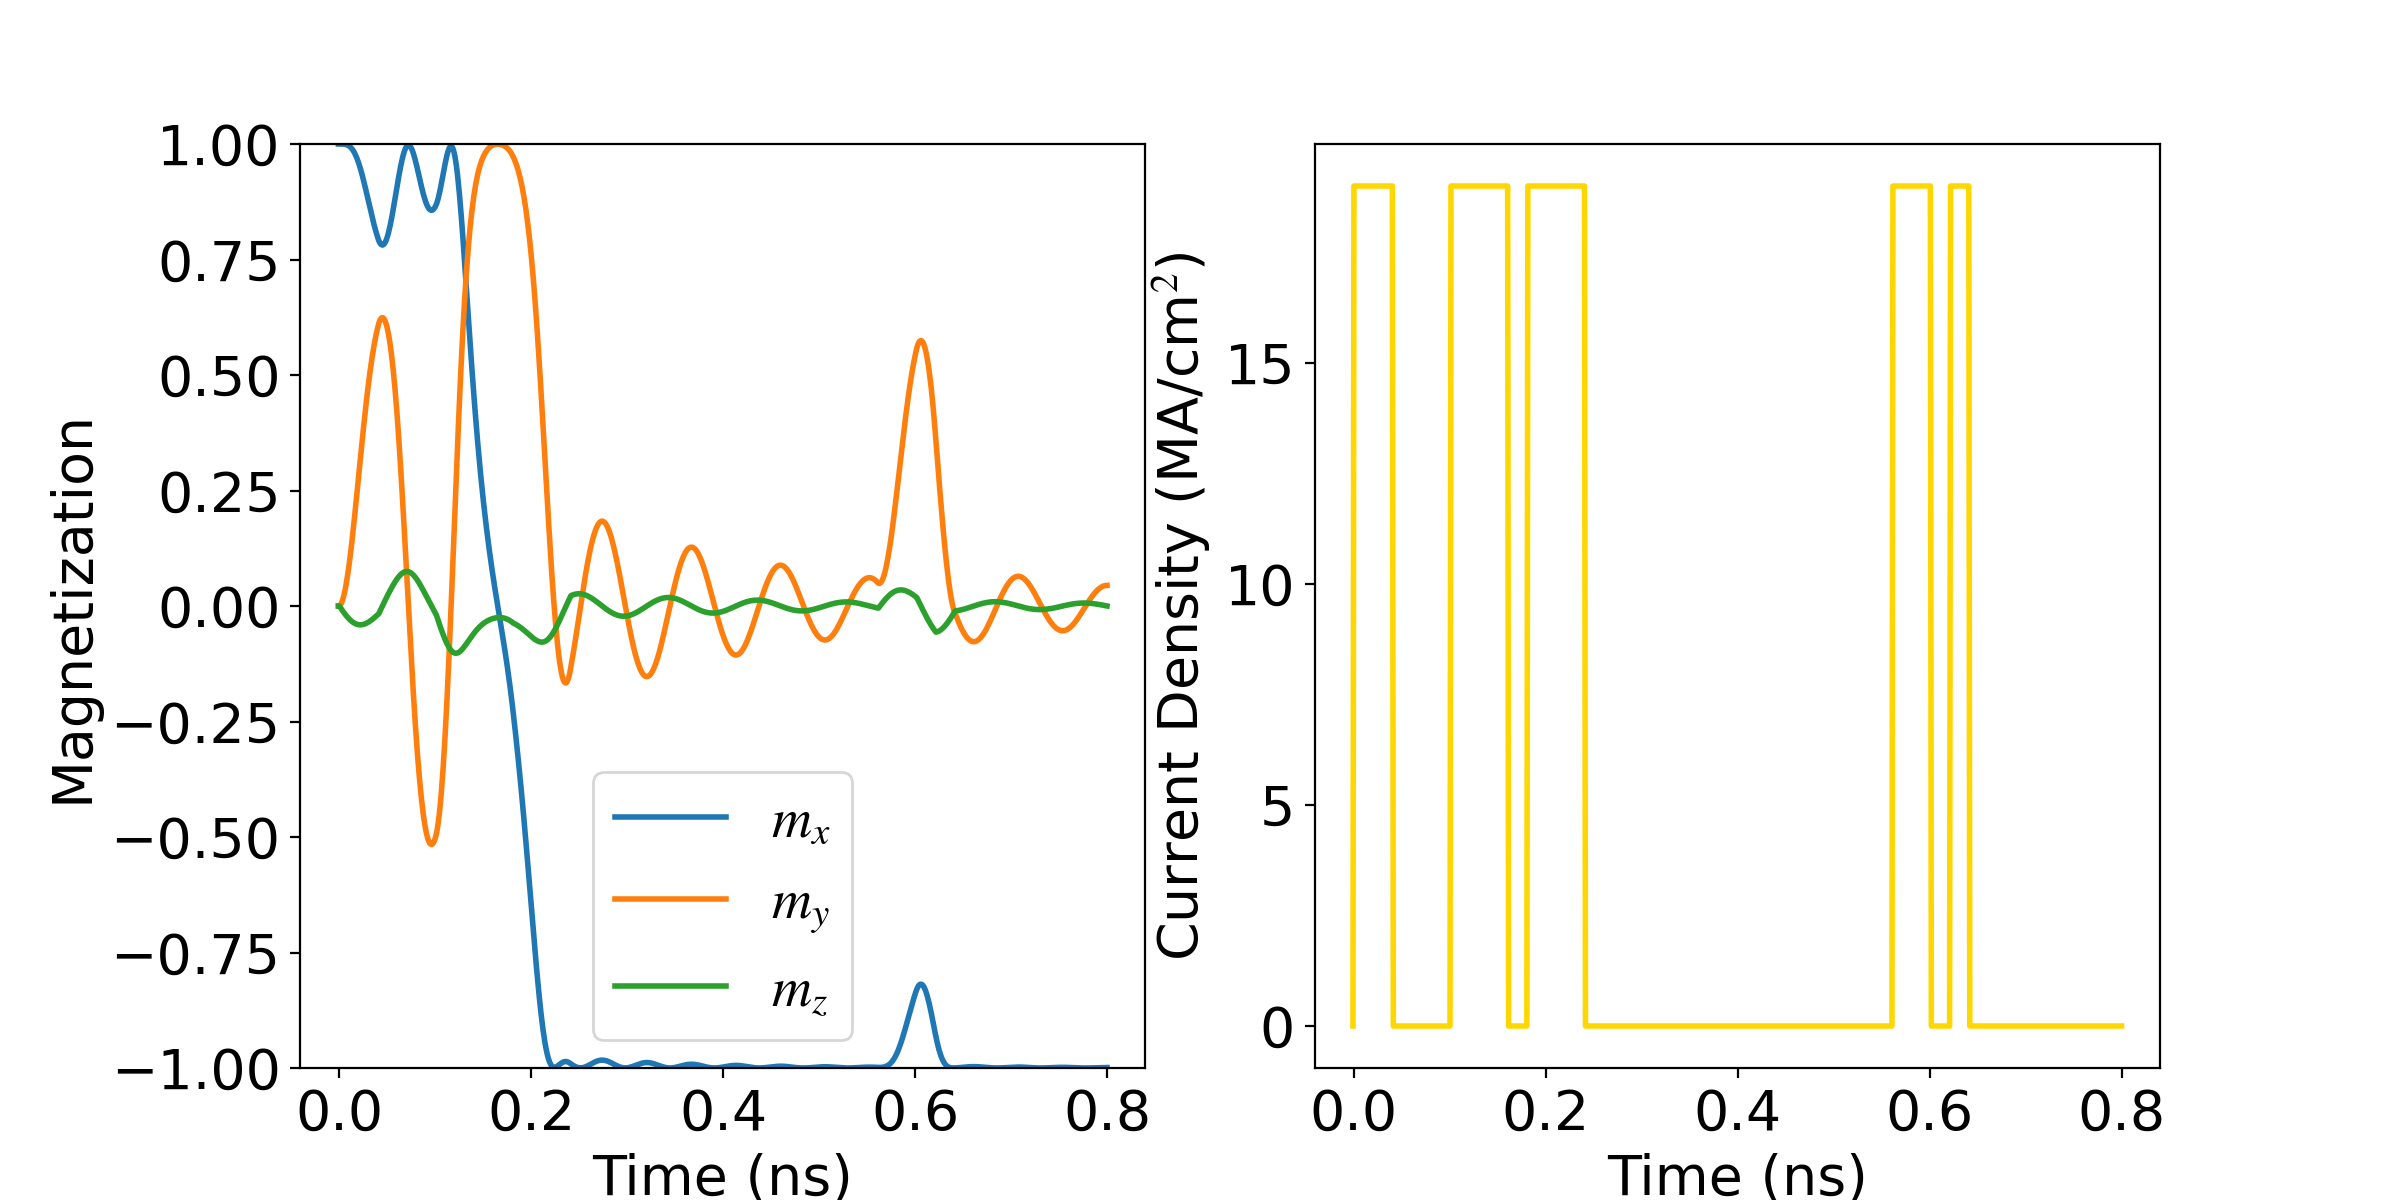 Magnetization
1.00
0.75
0.50
0.25
0.00
−0.25
−0.50
−0.75
−1.00
0.0 0.2 0.4 0.6 0.8
Time (ns)
m_x
m_y
m_z
Current Density (MA/cm²)
15
10
5
0
0.0 0.2 0.4 0.6 0.8
Time (ns)